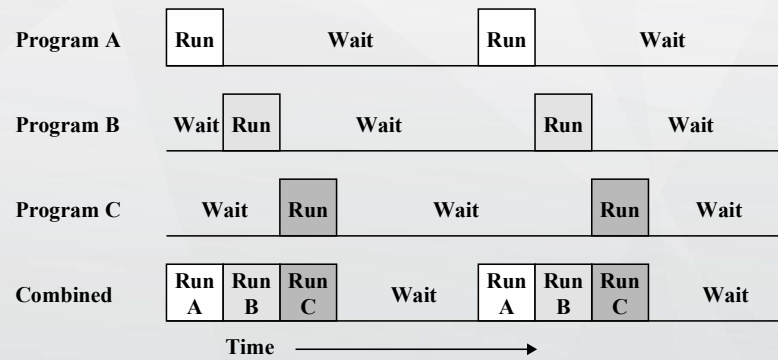 Program A Run Wait Run Wait
Program B Wait Run Wait Run Wait
Program C Wait Run Wait Run Wait
Combined Run A Run B Run C Wait Run A Run B Run C Wait
Time